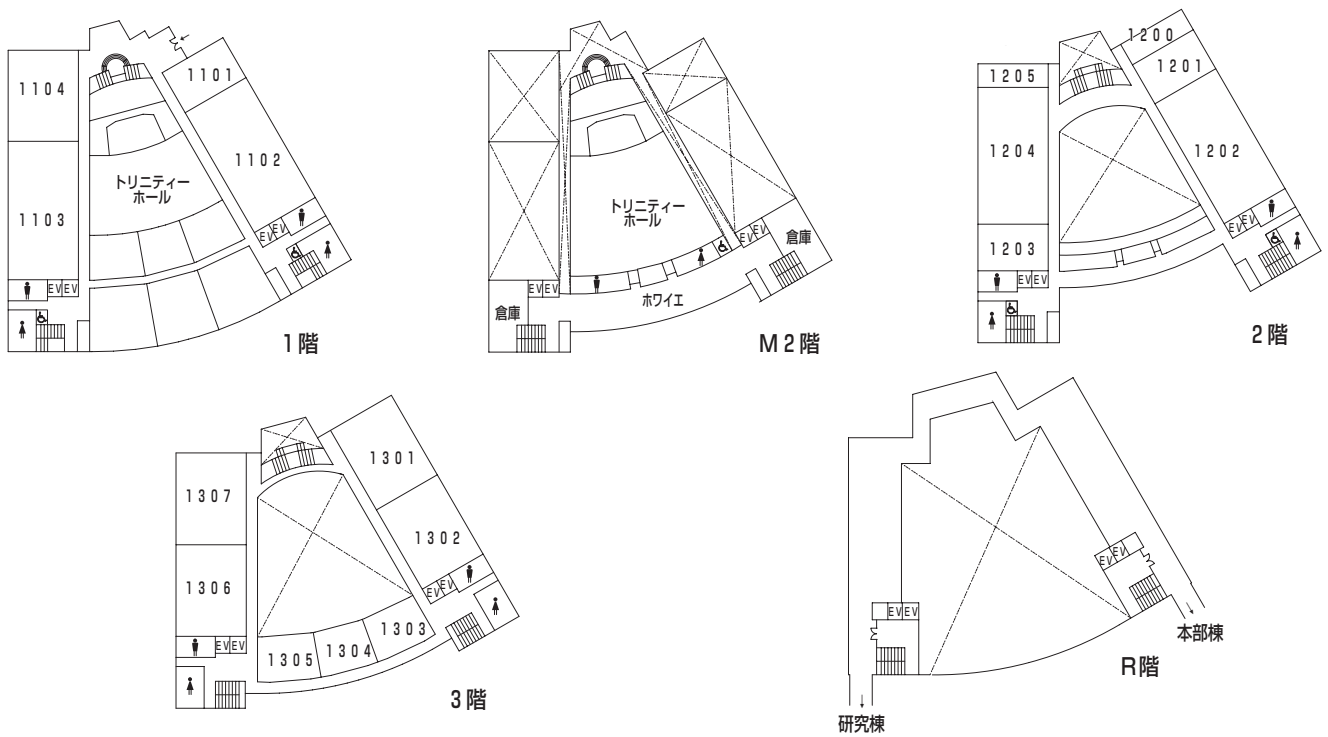 1104
1101
1102
トリニティー
ホール
1103
EV EV
EV EV
1階
トリニティー
ホール
EV EV
倉庫
EV EV
ホワイエ
倉庫
M2階
1200
1205
1201
1204
1202
1203
EV EV
EV EV
2階
1301
1307
1302
1306
EV EV
1303
1304
1305
EV EV
3階
EV EV
EV EV
本部棟
R階
研究棟